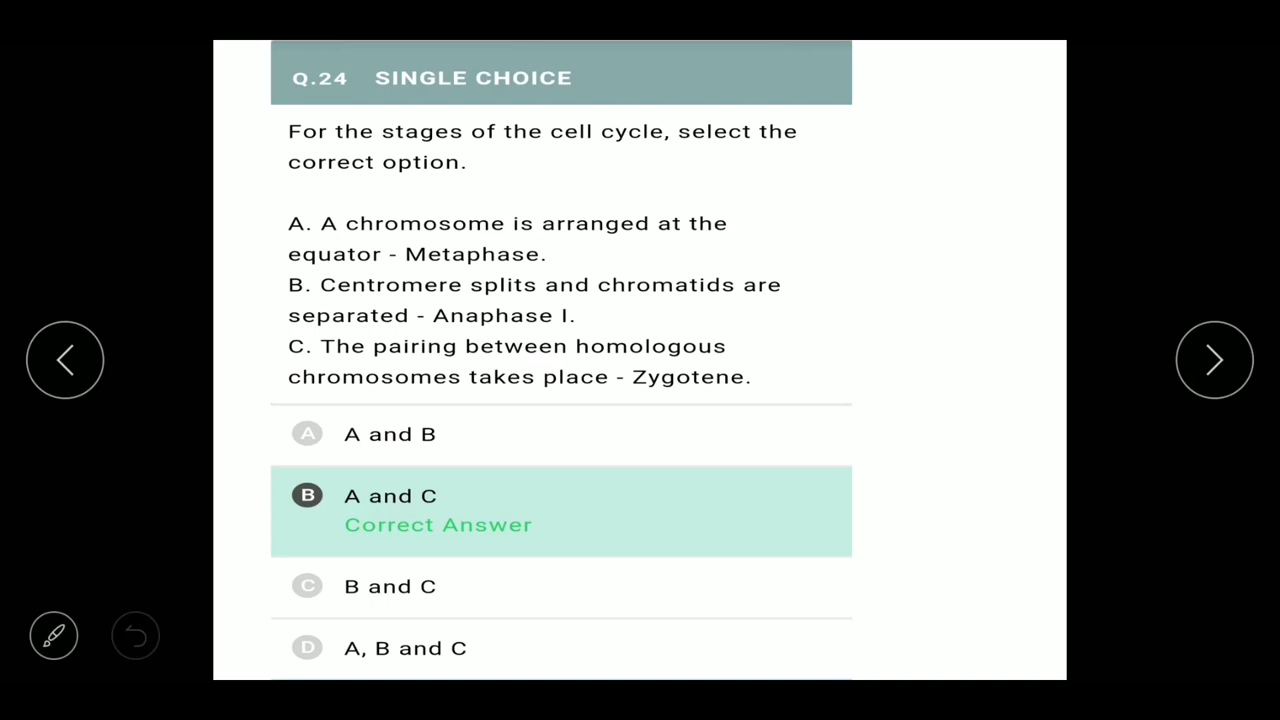 Q.24 SINGLE CHOICE
For the stages of the cell cycle, select the
correct option.
A. A chromosome is arranged at the
equator - Metaphase.
B. Centromere splits and chromatids are
separated - Anaphase I.
C. The pairing between homologous
chromosomes takes place - Zygotene.
A A and B
B A and C
Correct Answer
C B and C
D A, B and C